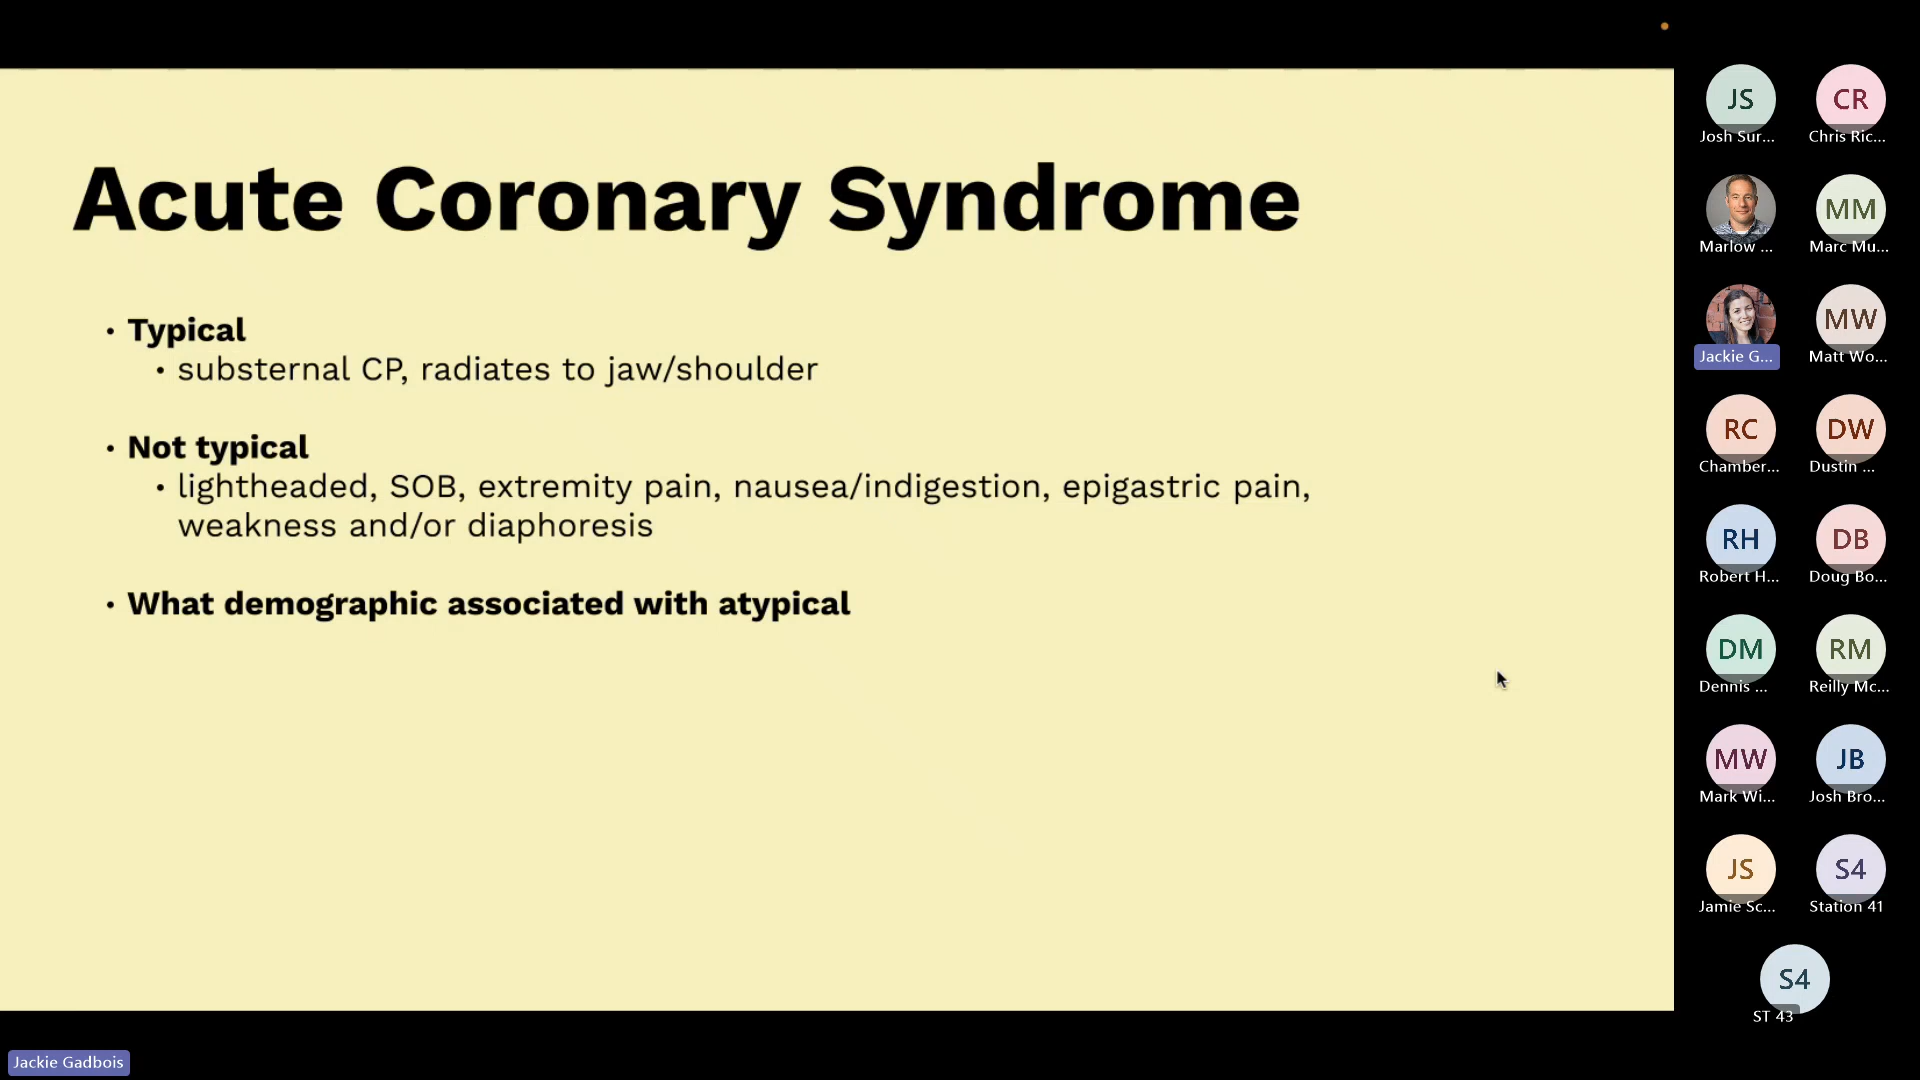 Acute Coronary Syndrome
• Typical
• substernal CP, radiates to jaw/shoulder
• Not typical
• lightheaded, SOB, extremity pain, nausea/indigestion, epigastric pain,
weakness and/or diaphoresis
• What demographic associated with atypical
JS
Josh Sur...
CR
Chris Ric...
Marlow ...
MM
Marc Mu...
Jackie G...
MW
Matt Wo...
RC
Chamber...
DW
Dustin ...
RH
Robert H...
DB
Doug Bo...
DM
Dennis ...
RM
Reilly Mc...
MW
Mark Wi...
JB
Josh Bro...
JS
Jamie Sc...
S4
Station 41
S4
ST 43
Jackie Gadbois